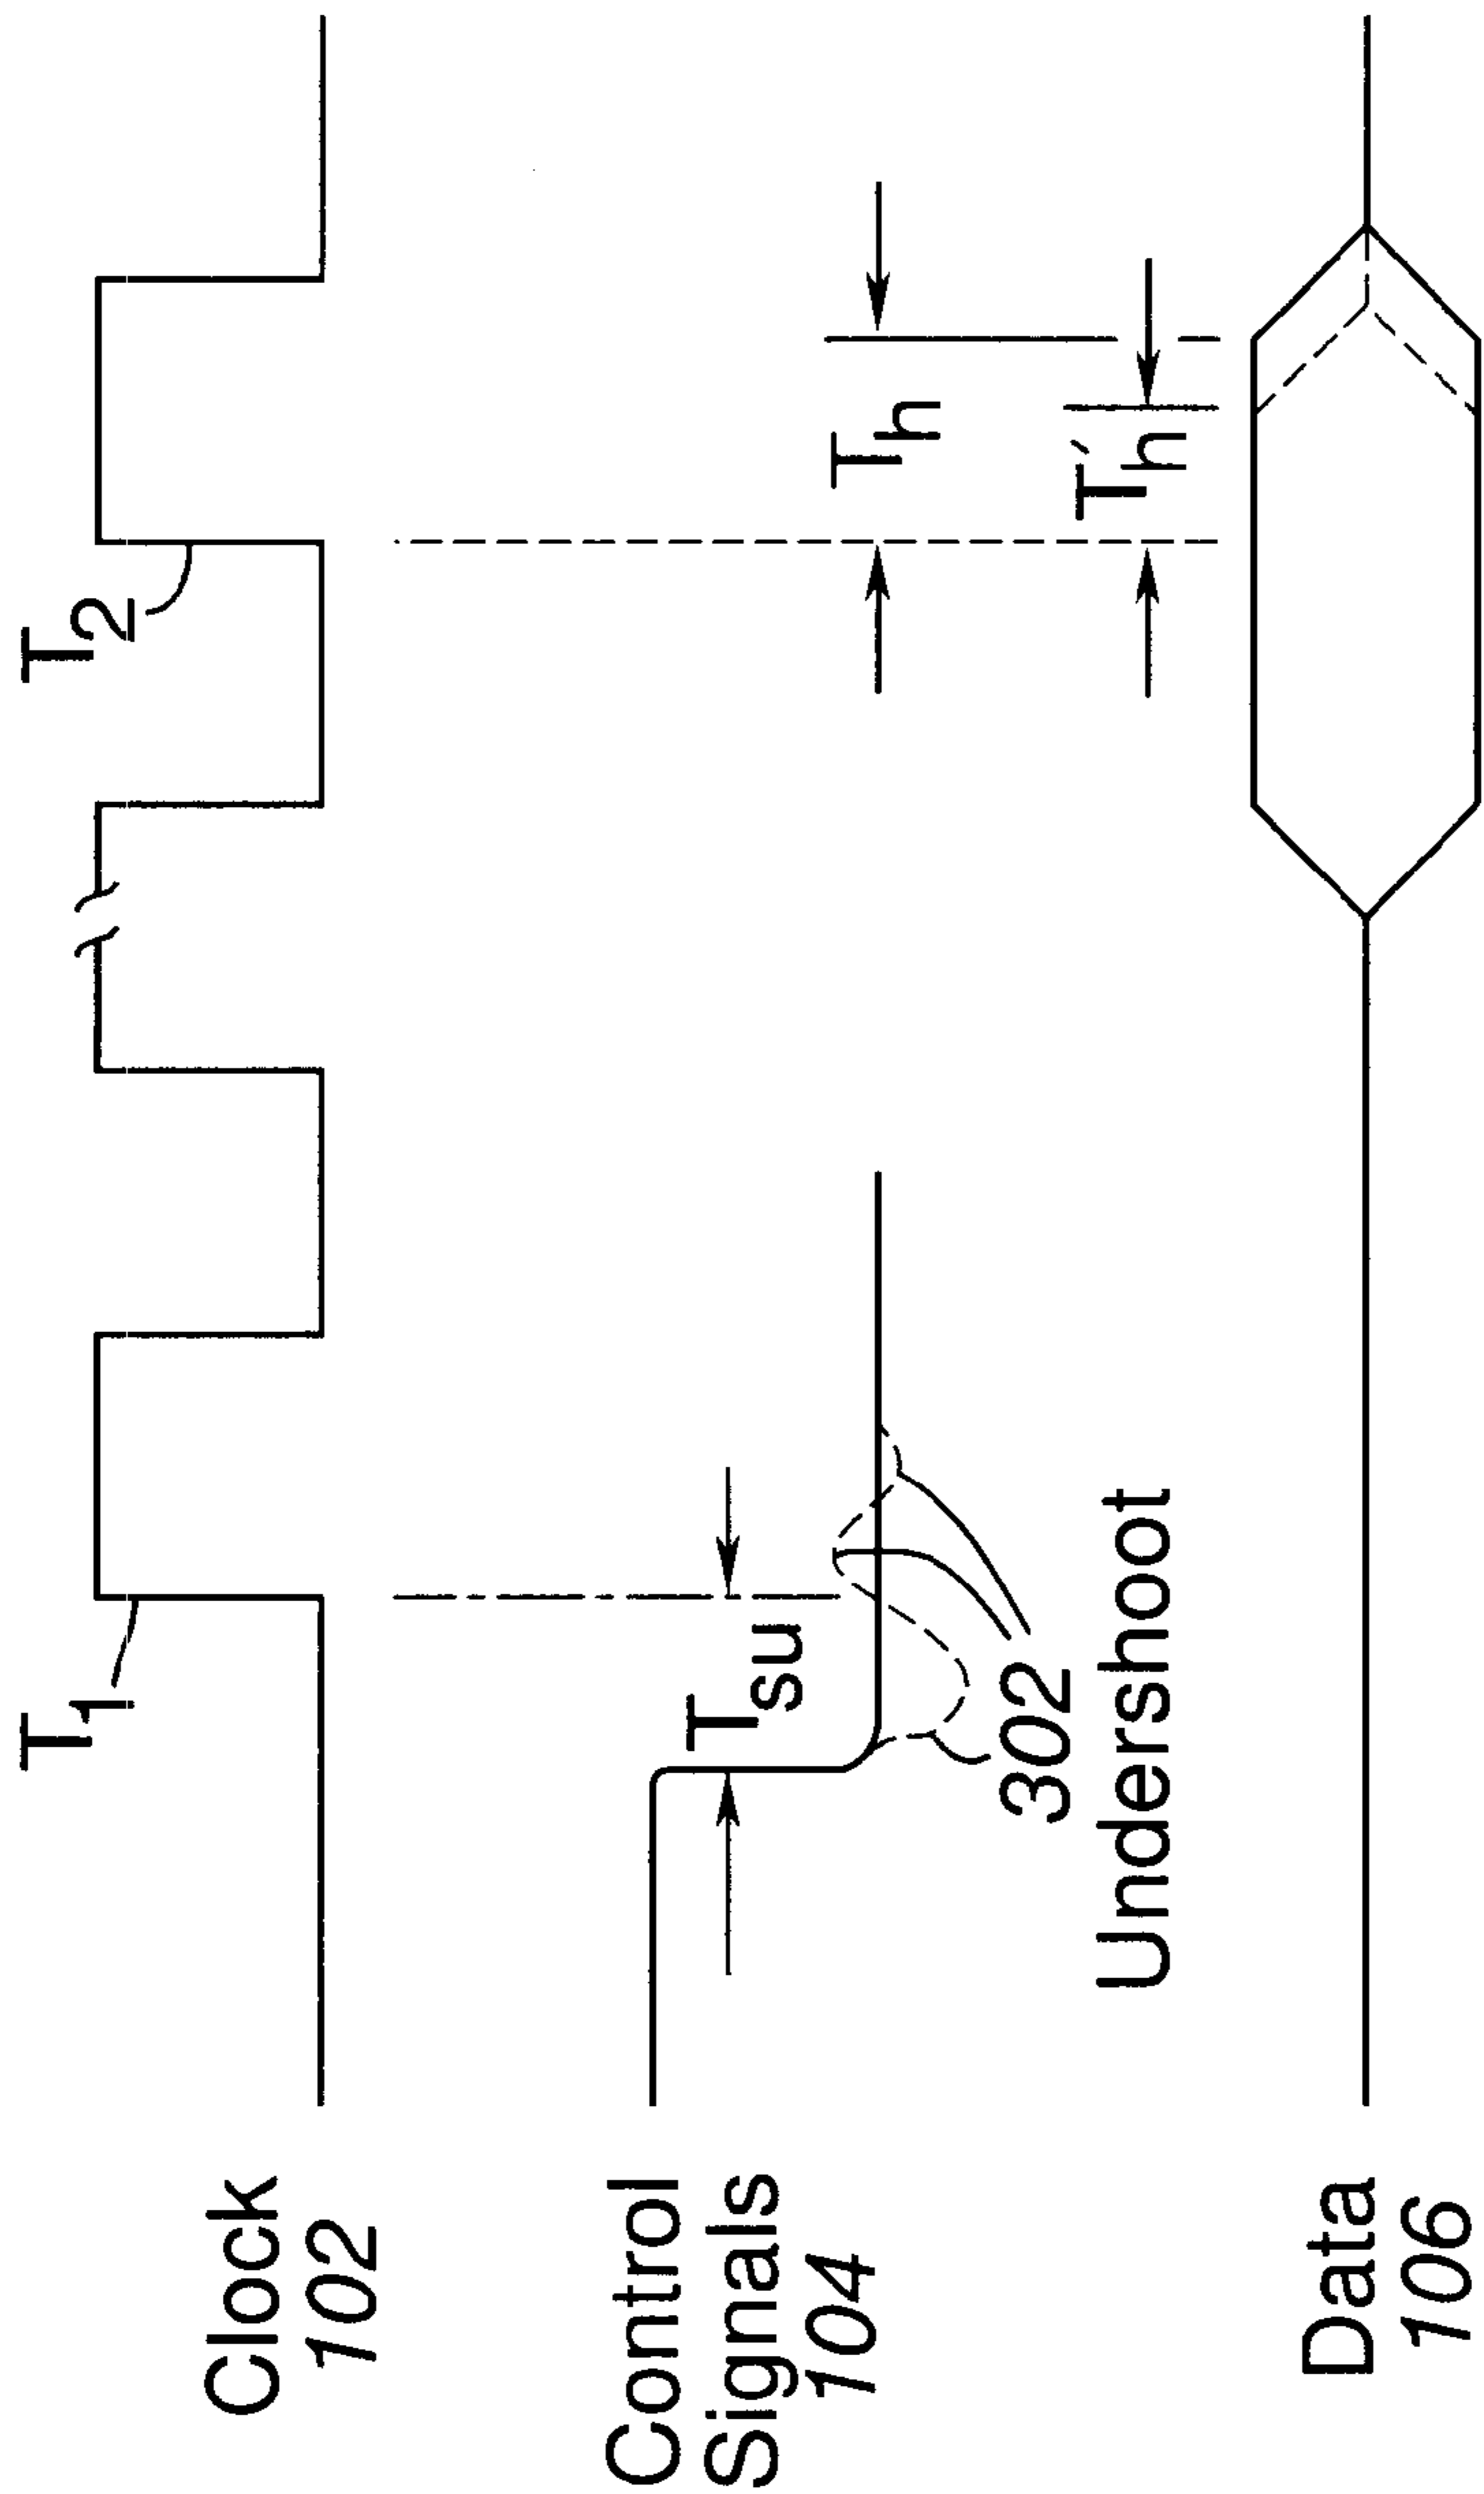 T1
T2
Clock
102
Control
Signals
104
Tsu
Th
T´h
302
Undershoot
Data
106